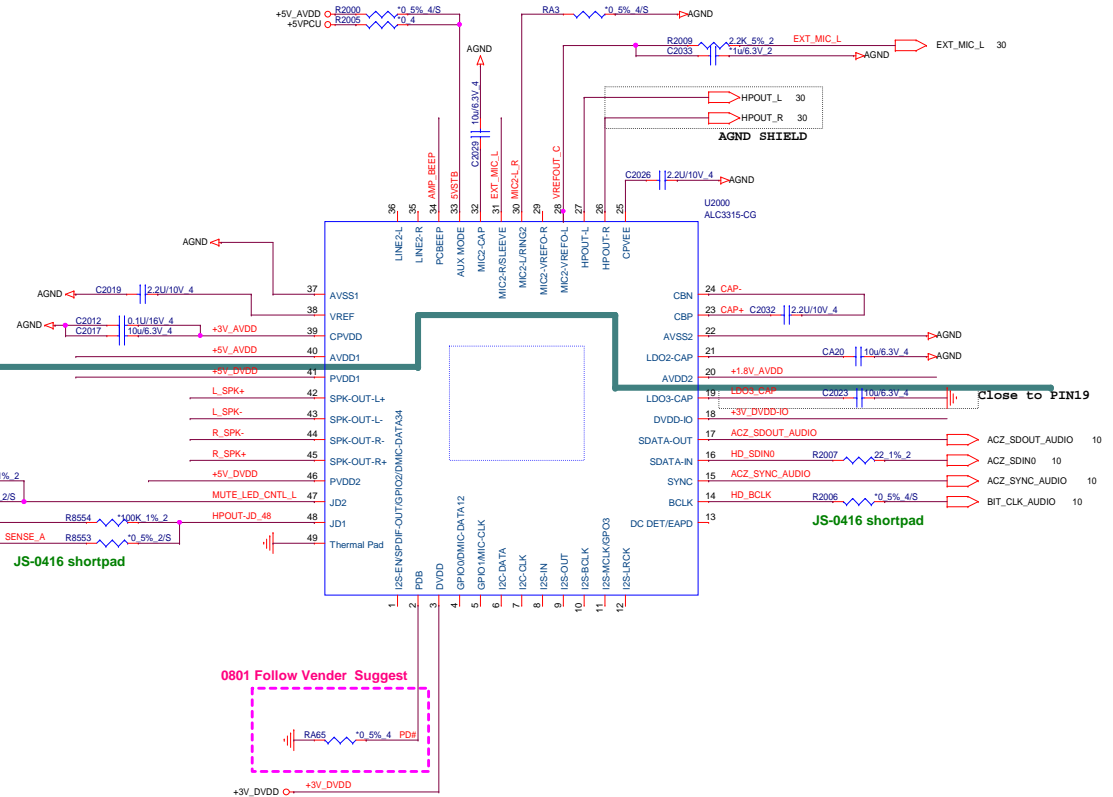 +5V_AVDD R2000 *0_5%_4/S
+5VPCU R2005 *0_4
RA3 *0_5%_4/S AGND
R2009 2.2K_5%_2 EXT_MIC_L
EXT_MIC_L 30
C2033 *1u/6.3V_2 AGND
AGND
C2029 10u/6.3V_4
HPOUT_L 30
HPOUT_R 30
AGND SHIELD
AMP_BEEP
5VSTB
EXT_MIC_L
MIC2-L_R
VREFOUT_C
C2026 2.2U/10V_4 AGND
U2000
ALC3315-CG
36 LINE2-L
35 LINE2-R
34 PCBEEP
33 AUX MODE
32 MIC2-CAP
31 MIC2-R/SLEEVE
30 MIC2-L/RING2
29 MIC2-VREFO-R
28 MIC2-VREFO-L
27 HPOUT-L
26 HPOUT-R
25 CPVEE
AGND 37 AVSS1
AGND C2019 2.2U/10V_4 38 VREF
AGND C2012 0.1U/16V_4
C2017 10u/6.3V_4 +3V_AVDD 39 CPVDD
+5V_AVDD 40 AVDD1
+5V_DVDD 41 PVDD1
L_SPK+ 42 SPK-OUT-L+
L_SPK- 43 SPK-OUT-L-
R_SPK- 44 SPK-OUT-R-
R_SPK+ 45 SPK-OUT-R+
+5V_DVDD 46 PVDD2
1%_2
2/S
MUTE_LED_CNTL_L 47 JD2
R8554 *100K_1%_2 HPOUT-JD_48 48 JD1
SENSE_A R8553 *0_5%_2/S
49 Thermal Pad
JS-0416 shortpad
CBN 24 CAP-
CBP 23 CAP+ C2032 2.2U/10V_4
AVSS2 22 AGND
LDO2-CAP 21 CA20 10u/6.3V_4 AGND
AVDD2 20 +1.8V_AVDD
LDO3-CAP 19 LDO3_CAP C2023 10u/6.3V_4 Close to PIN19
DVDD-IO 18 +3V_DVDD-IO
SDATA-OUT 17 ACZ_SDOUT_AUDIO ACZ_SDOUT_AUDIO 10
SDATA-IN 16 HD_SDIN0 R2007 22_1%_2 ACZ_SDIN0 10
SYNC 15 ACZ_SYNC_AUDIO ACZ_SYNC_AUDIO 10
BCLK 14 HD_BCLK R2006 *0_5%_4/S BIT_CLK_AUDIO 10
DC DET/EAPD 13
JS-0416 shortpad
1 I2S-EN/SPDIF-OUT/GPIO2/DMIC-DATA34
2 PDB
3 DVDD
4 GPIO0/DMIC-DATA12
5 GPIO1/MIC-CLK
6 I2C-DATA
7 I2C-CLK
8 I2S-IN
9 I2S-OUT
10 I2S-BCLK
11 I2S-MCLK/GPO3
12 I2S-LRCK
0801 Follow Vender Suggest
RA65 *0_5%_4 PD#
+3V_DVDD +3V_DVDD